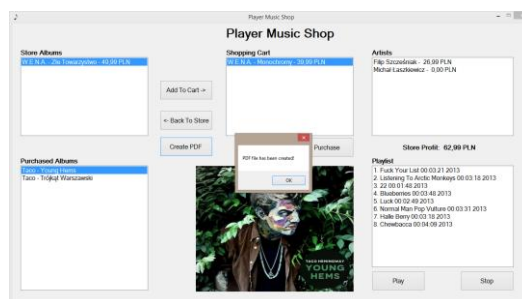 Player Music Shop
Player Music Shop
Store Albums
W.E.N.A. - Zła Towarzystwo - 49,99 PLN
Shopping Cart
W.E.N.A. - Monochromy - 39,99 PLN
Artists
Filip Szcześniak - 26,99 PLN
Michał Łaszkiewicz - 0,00 PLN
Add To Cart ->
<- Back To Store
Create PDF
Purchase
Store Profit: 62,99 PLN
PDF file has been created!
OK
Purchased Albums
Taco - Young Hems
Taco - Trójkąt Warszawski
TACO HEMINGWAY
YOUNG
HEMS
Playlist
1. Fuck Your List 00:03:21 2013
2. Listening To Arctic Monkeys 00:03:18 2013
3. 22 00:01:48 2013
4. Blueberries 00:03:48 2013
5. Luck 00:02:49 2013
6. Normal Man Pop Vulture 00:03:31 2013
7. Halle Berry 00:03:18 2013
8. Chewbacca 00:04:09 2013
Play
Stop